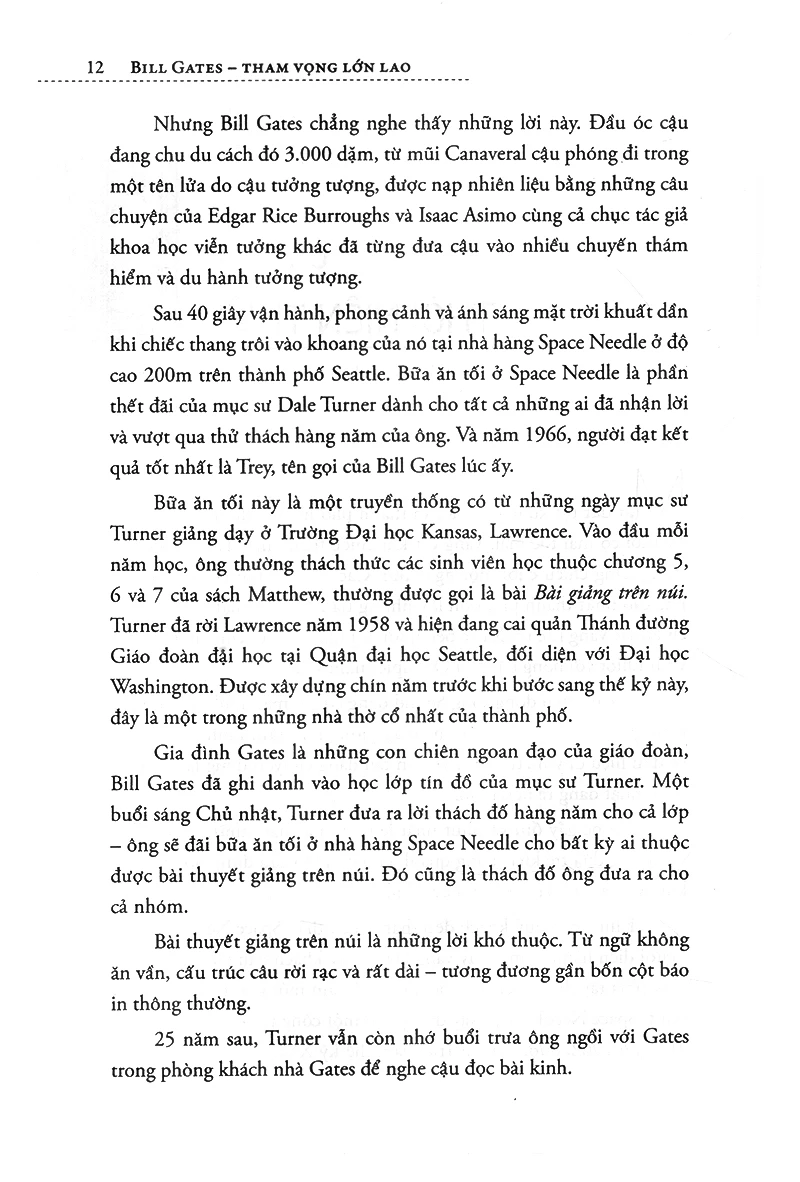 12 BILL GATES – THAM VỌNG LỚN LAO
Nhưng Bill Gates chẳng nghe thấy những lời này. Đầu óc cậu
đang chu du cách đó 3.000 dặm, từ mũi Canaveral cậu phóng đi trong
một tên lửa do cậu tưởng tượng, được nạp nhiên liệu bằng những câu
chuyện của Edgar Rice Burroughs và Isaac Asimo cùng cả chục tác giả
khoa học viễn tưởng khác đã từng đưa cậu vào nhiều chuyến thám
hiểm và du hành tưởng tượng.
Sau 40 giây vận hành, phong cảnh và ánh sáng mặt trời khuất dần
khi chiếc thang trôi vào khoang của nó tại nhà hàng Space Needle ở độ
cao 200m trên thành phố Seattle. Bữa ăn tối ở Space Needle là phần
thết đãi của mục sư Dale Turner dành cho tất cả những ai đã nhận lời
và vượt qua thử thách hàng năm của ông. Và năm 1966, người đạt kết
quả tốt nhất là Trey, tên gọi của Bill Gates lúc ấy.
Bữa ăn tối này là một truyền thống có từ những ngày mục sư
Turner giảng dạy ở Trường Đại học Kansas, Lawrence. Vào đầu mỗi
năm học, ông thường thách thức các sinh viên học thuộc chương 5,
6 và 7 của sách Matthew, thường được gọi là bài Bài giảng trên núi.
Turner đã rời Lawrence năm 1958 và hiện đang cai quản Thánh đường
Giáo đoàn đại học tại Quận đại học Seattle, đối diện với Đại học
Washington. Được xây dựng chín năm trước khi bước sang thế kỷ này,
đây là một trong những nhà thờ cổ nhất của thành phố.
Gia đình Gates là những con chiên ngoan đạo của giáo đoàn,
Bill Gates đã ghi danh vào học lớp tín đồ của mục sư Turner. Một
buổi sáng Chủ nhật, Turner đưa ra lời thách đố hàng năm cho cả lớp
– ông sẽ đãi bữa ăn tối ở nhà hàng Space Needle cho bất kỳ ai thuộc
được bài thuyết giảng trên núi. Đó cũng là thách đố ông đưa ra cho
cả nhóm.
Bài thuyết giảng trên núi là những lời khó thuộc. Từ ngữ không
ăn vần, cấu trúc câu rời rạc và rất dài – tương đương gần bốn cột báo
in thông thường.
25 năm sau, Turner vẫn còn nhớ buổi trưa ông ngồi với Gates
trong phòng khách nhà Gates để nghe cậu đọc bài kinh.